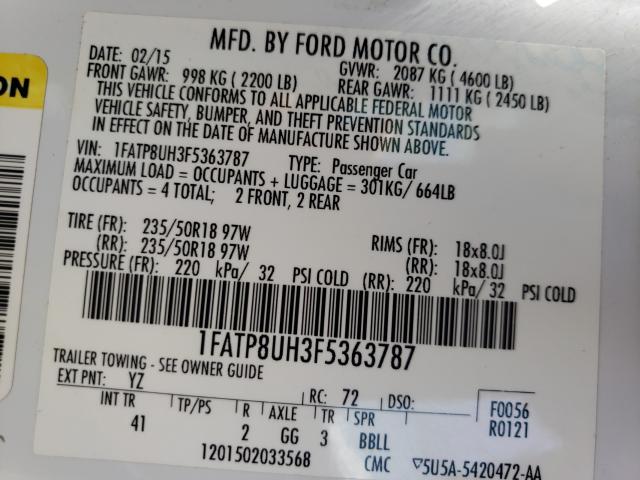 ON
MFD. BY FORD MOTOR CO.
DATE: 02/15 GVWR: 2087 KG ( 4600 LB)
FRONT GAWR: 998 KG ( 2200 LB) REAR GAWR: 1111 KG ( 2450 LB)
THIS VEHICLE CONFORMS TO ALL APPLICABLE FEDERAL MOTOR
VEHICLE SAFETY, BUMPER, AND THEFT PREVENTION STANDARDS
IN EFFECT ON THE DATE OF MANUFACTURE SHOWN ABOVE.
VIN: 1FATP8UH3F5363787 TYPE: Passenger Car
MAXIMUM LOAD = OCCUPANTS + LUGGAGE = 301KG/ 664LB
OCCUPANTS = 4 TOTAL; 2 FRONT, 2 REAR
TIRE (FR): 235/50R18 97W RIMS (FR): 18x8.0J
(RR): 235/50R18 97W (RR): 18x8.0J
PRESSURE (FR): 220 kPa/ 32 PSI COLD (RR): 220 kPa/ 32 PSI COLD
1FATP8UH3F5363787
TRAILER TOWING - SEE OWNER GUIDE
EXT PNT: YZ RC: 72 DSO: F0056
R0121
INT TR TP/PS R AXLE TR SPR
41 2 GG 3 BBLL
1201502033568 CMC ▽5U5A-5420472-AA